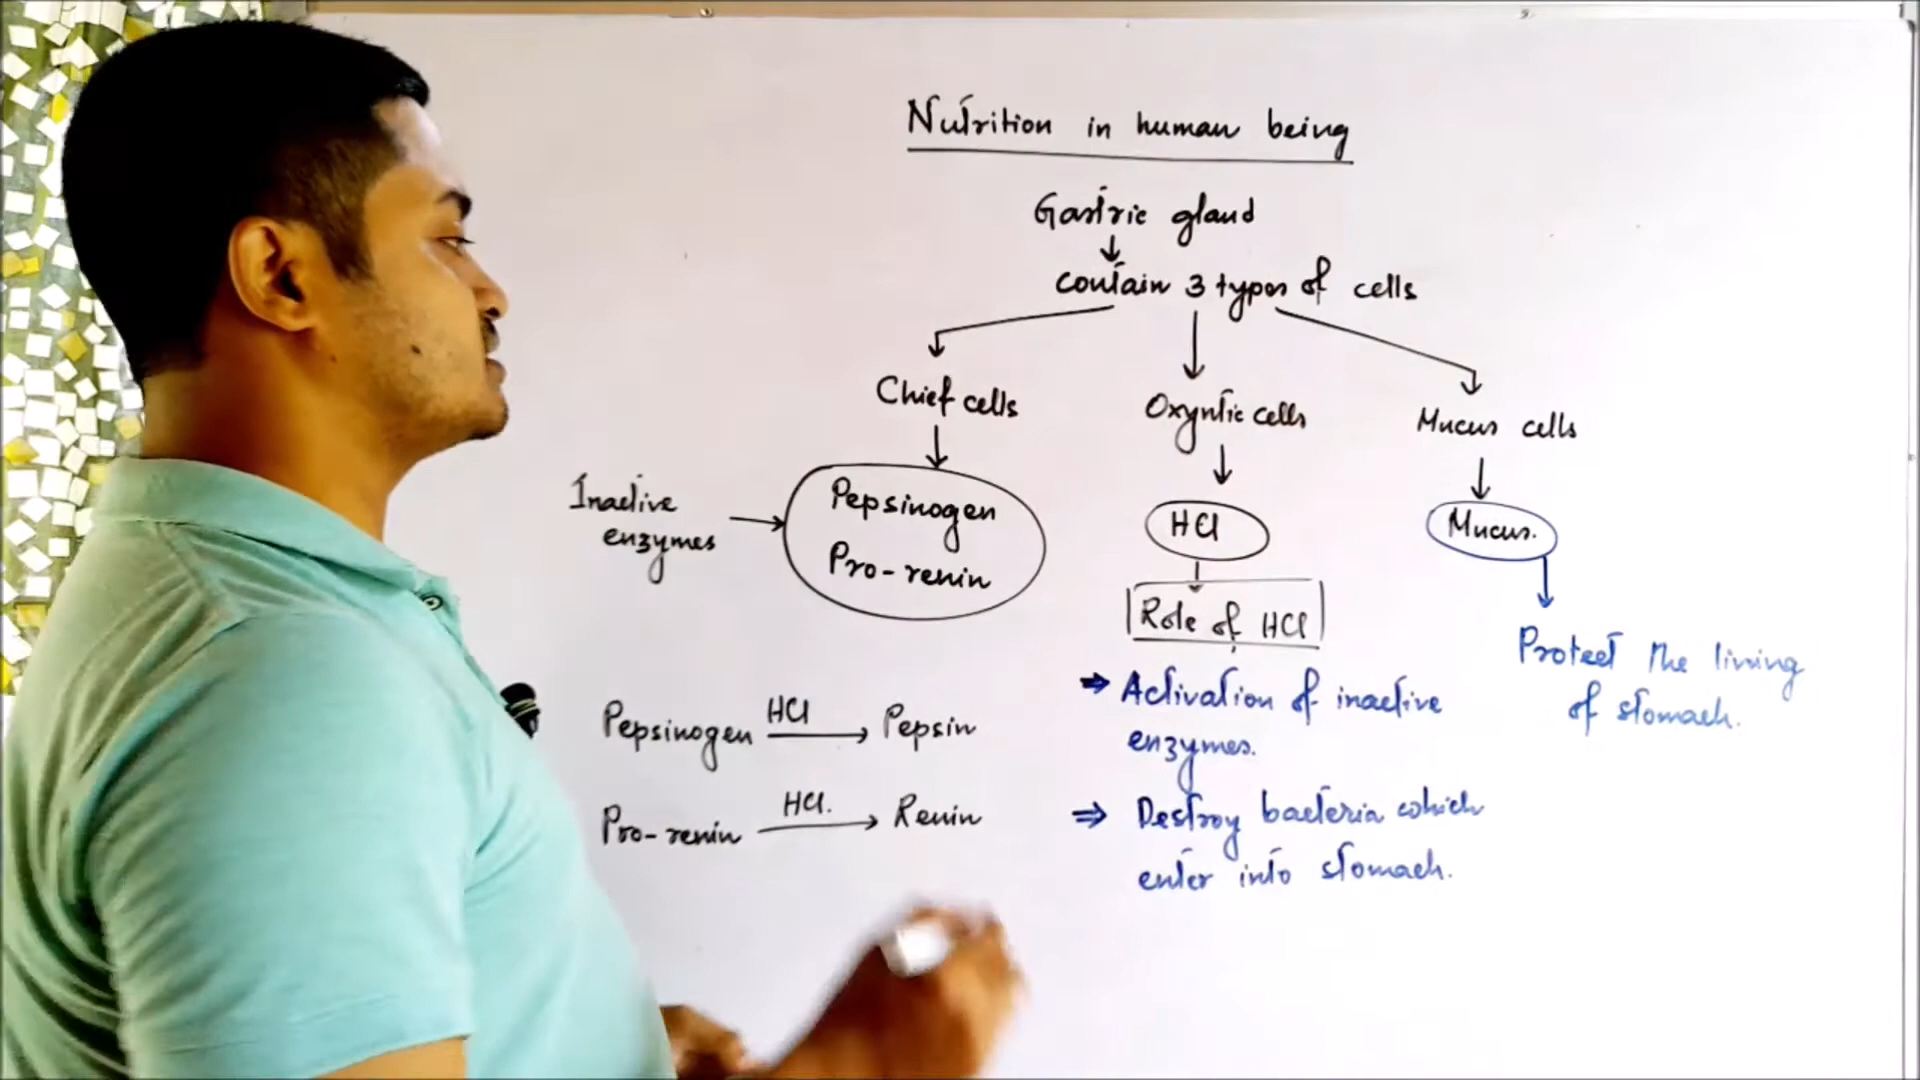 Nutrition in human being
Gastric gland
contain 3 types of cells
Chief cells
Oxyntic cells
Mucus cells
Inactive
enzymes
Pepsinogen
Pro-renin
HCl
Mucus.
Role of HCl
Protect the lining
of stomach.
Activation of inactive
enzymes.
Destroy bacteria which
enter into stomach.
Pepsinogen HCl Pepsin
Pro-renin HCl. Renin